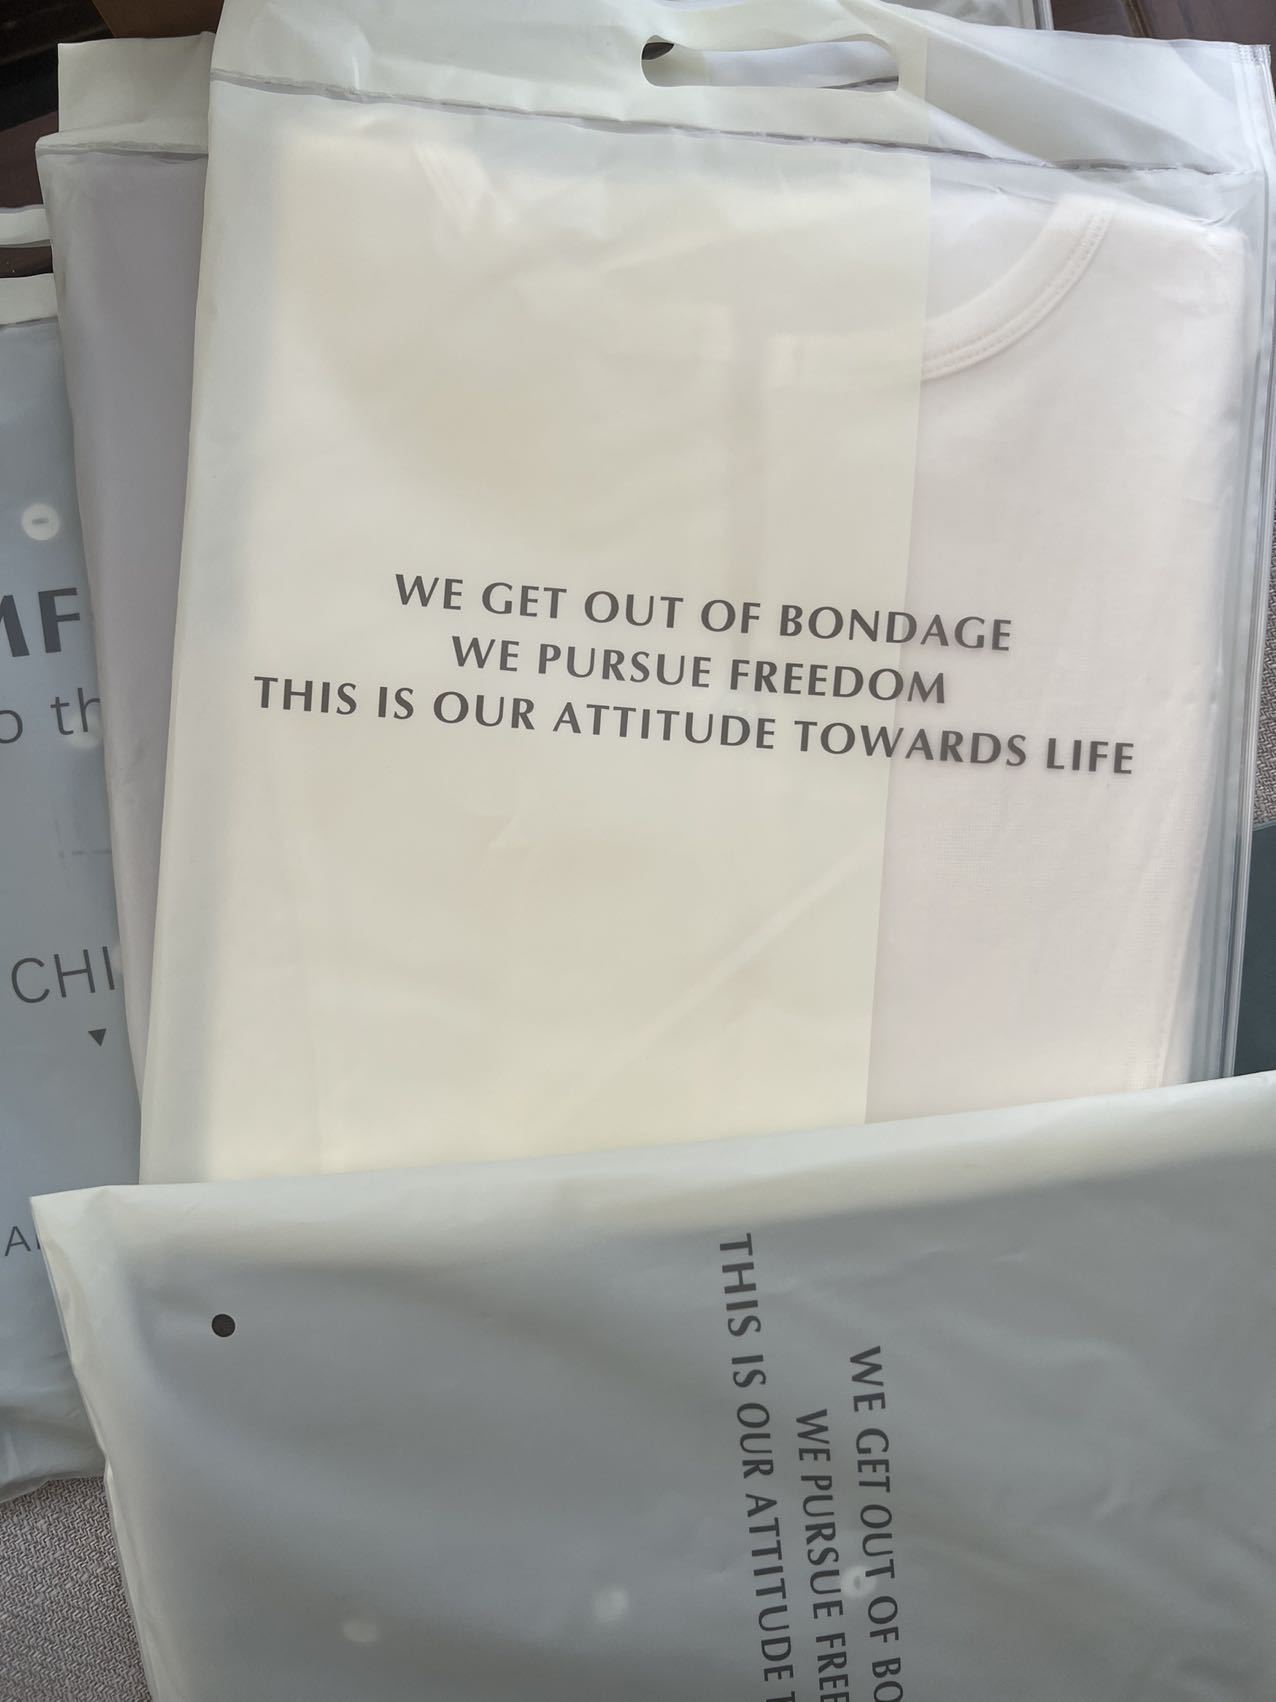 WE GET OUT OF BONDAGE
WE PURSUE FREEDOM
THIS IS OUR ATTITUDE TOWARDS LIFE
CHI
WE GET OUT OF BO
WE PURSUE FREE
THIS IS OUR ATTITUDE